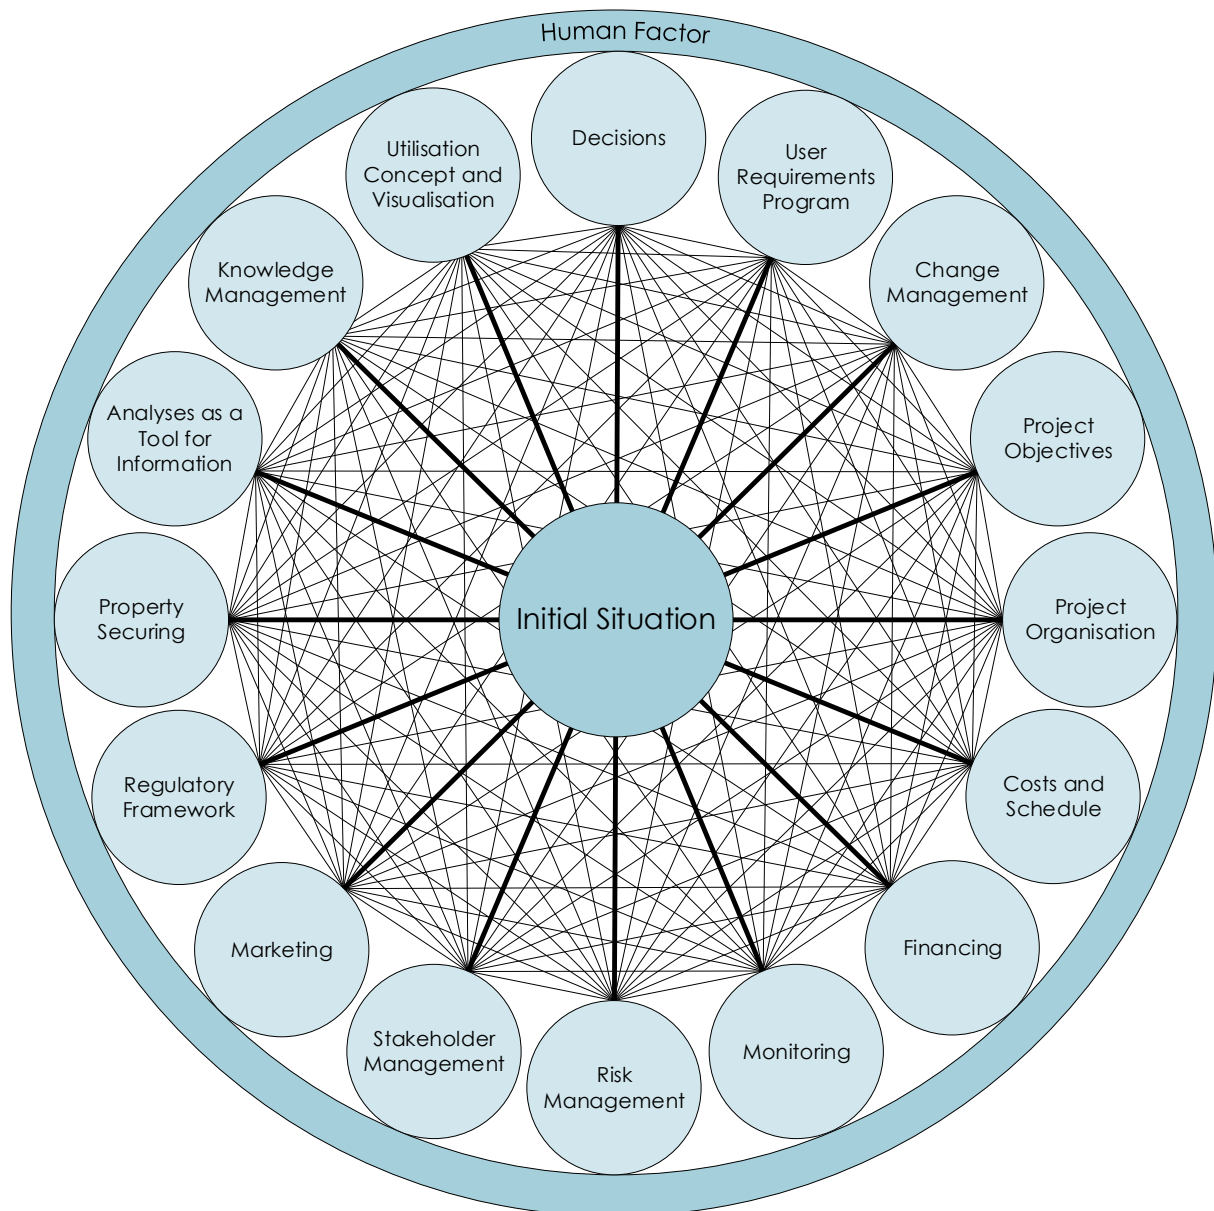 Human Factor
Decisions
User
Requirements
Program
Change
Management
Project
Objectives
Project
Organisation
Costs and
Schedule
Financing
Monitoring
Risk
Management
Stakeholder
Management
Marketing
Regulatory
Framework
Property
Securing
Analyses as a
Tool for
Information
Knowledge
Management
Utilisation
Concept and
Visualisation
Initial Situation